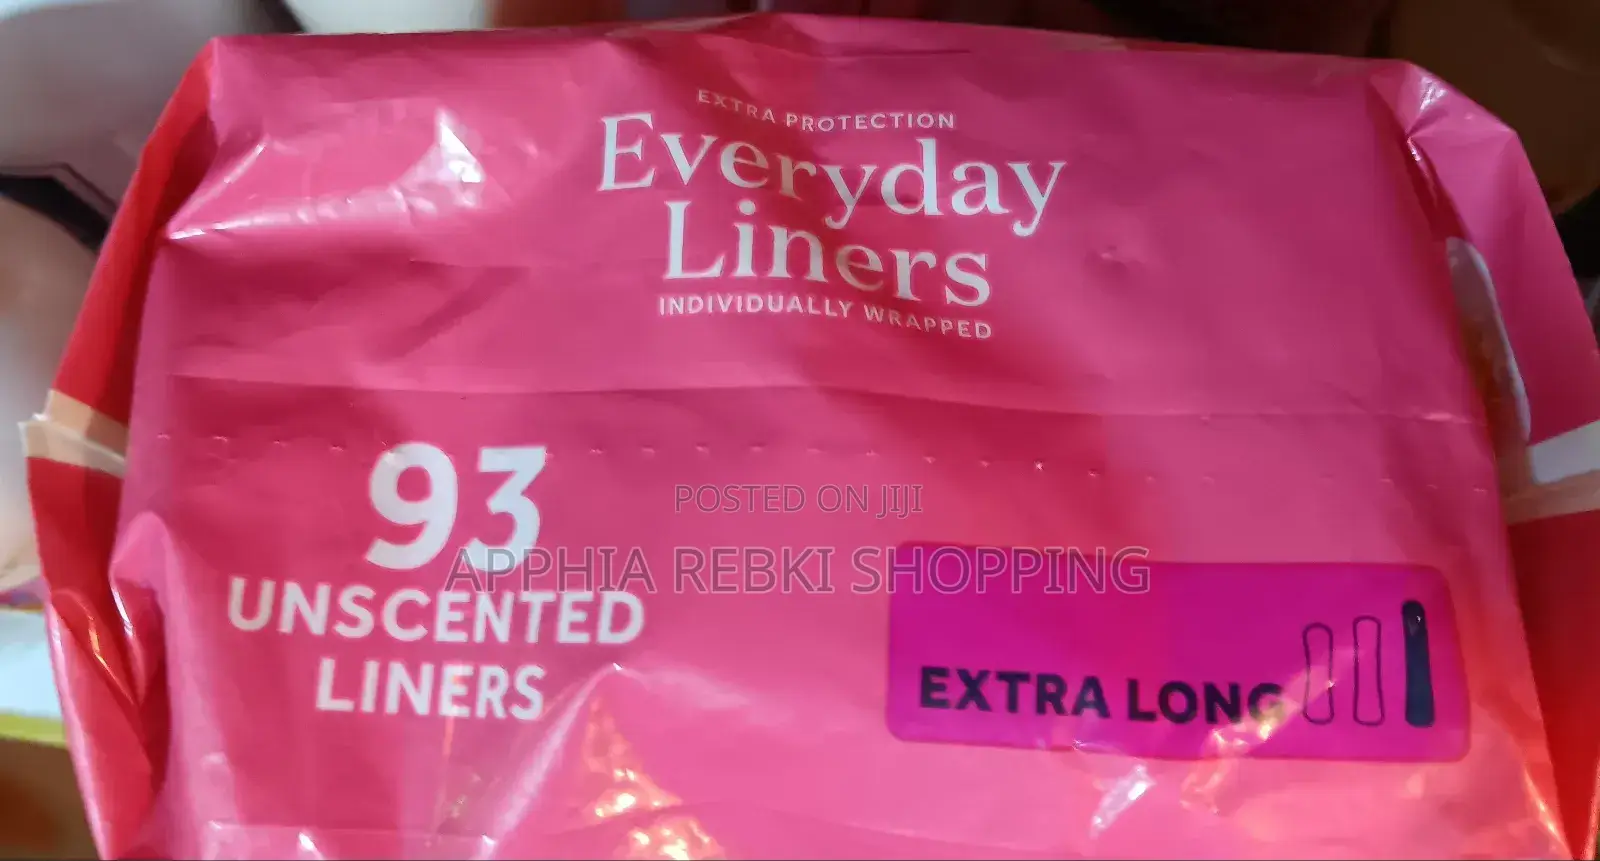 EXTRA PROTECTION
Everyday
Liners
INDIVIDUALLY WRAPPED
93
UNSCENTED
LINERS
EXTRA LONG
POSTED ON JIJI
APPHIA REBKI SHOPPING